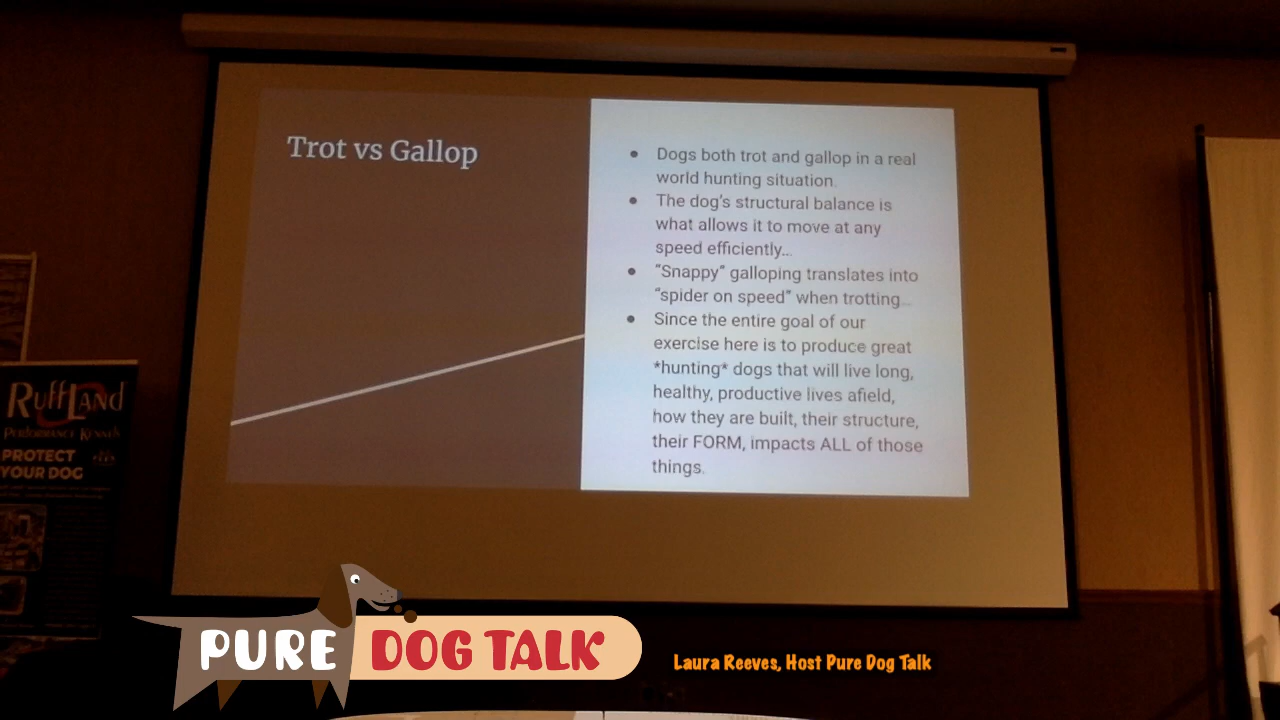 Trot vs Gallop
• Dogs both trot and gallop in a real
world hunting situation.
• The dog's structural balance is
what allows it to move at any
speed efficiently...
• "Snappy" galloping translates into
"spider on speed" when trotting...
• Since the entire goal of our
exercise here is to produce great
*hunting* dogs that will live long,
healthy, productive lives afield,
how they are built, their structure,
their FORM, impacts ALL of those
things.
RUFFLAND
PERFORMANCE KENNELS
PROTECT
YOUR DOG
PURE DOG TALK
Laura Reeves, Host Pure Dog Talk